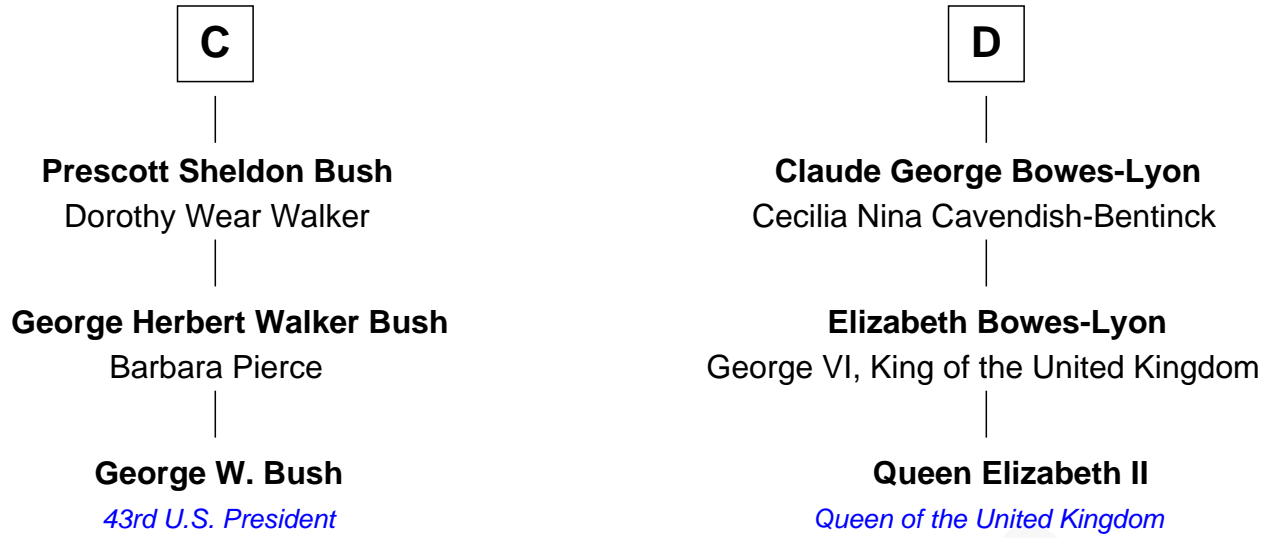 C
Prescott Sheldon Bush
Dorothy Wear Walker
George Herbert Walker Bush
Barbara Pierce
George W. Bush
43rd U.S. President
D
Claude George Bowes-Lyon
Cecilia Nina Cavendish-Bentinck
Elizabeth Bowes-Lyon
George VI, King of the United Kingdom
Queen Elizabeth II
Queen of the United Kingdom